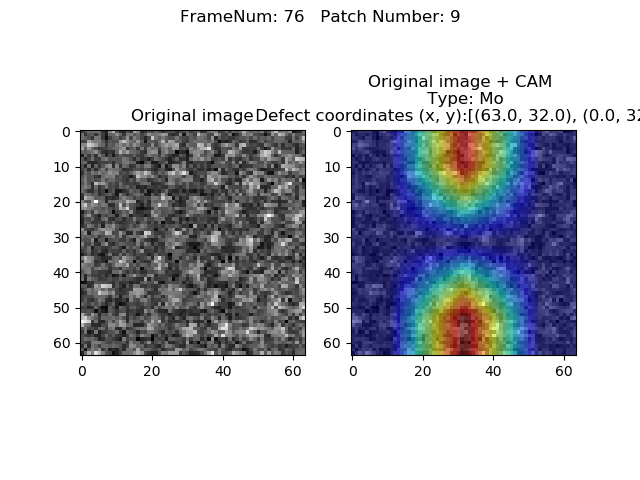 FrameNum: 76   Patch Number: 9
Original image + CAM
Type: Mo
Original image
Defect coordinates (x, y):[(63.0, 32.0), (0.0, 32
0
10
20
30
40
50
60
0 20 40 60
0
10
20
30
40
50
60
0 20 40 60